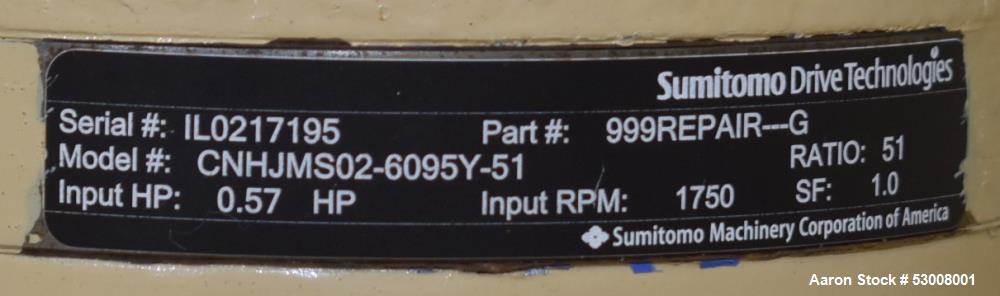 Sumitomo Drive Technologies
Serial #: IL0217195 Part #: 999REPAIR---G
Model #: CNHJMS02-6095Y-51 RATIO: 51
Input HP: 0.57 HP Input RPM: 1750 SF: 1.0
Sumitomo Machinery Corporation of America
Aaron Stock # 53008001